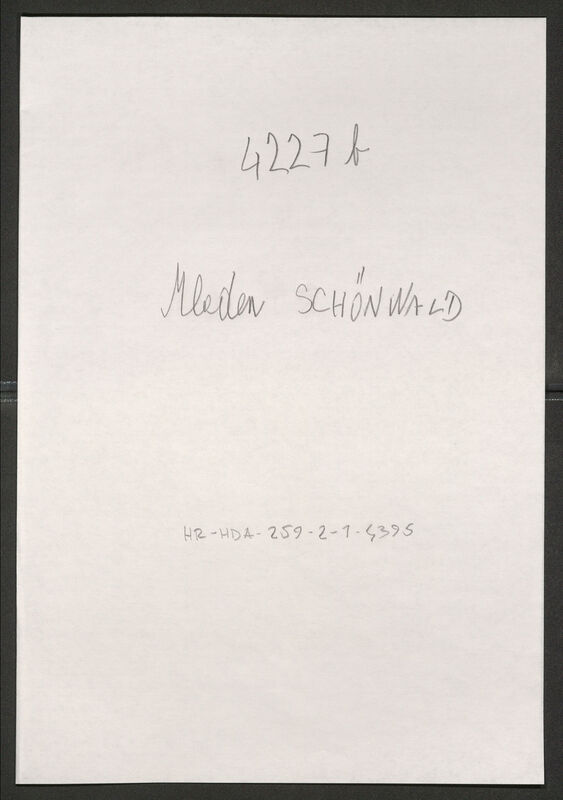 4227 b
Mladen SCHÖNWALD
HR-HDA-259-2-1-4395